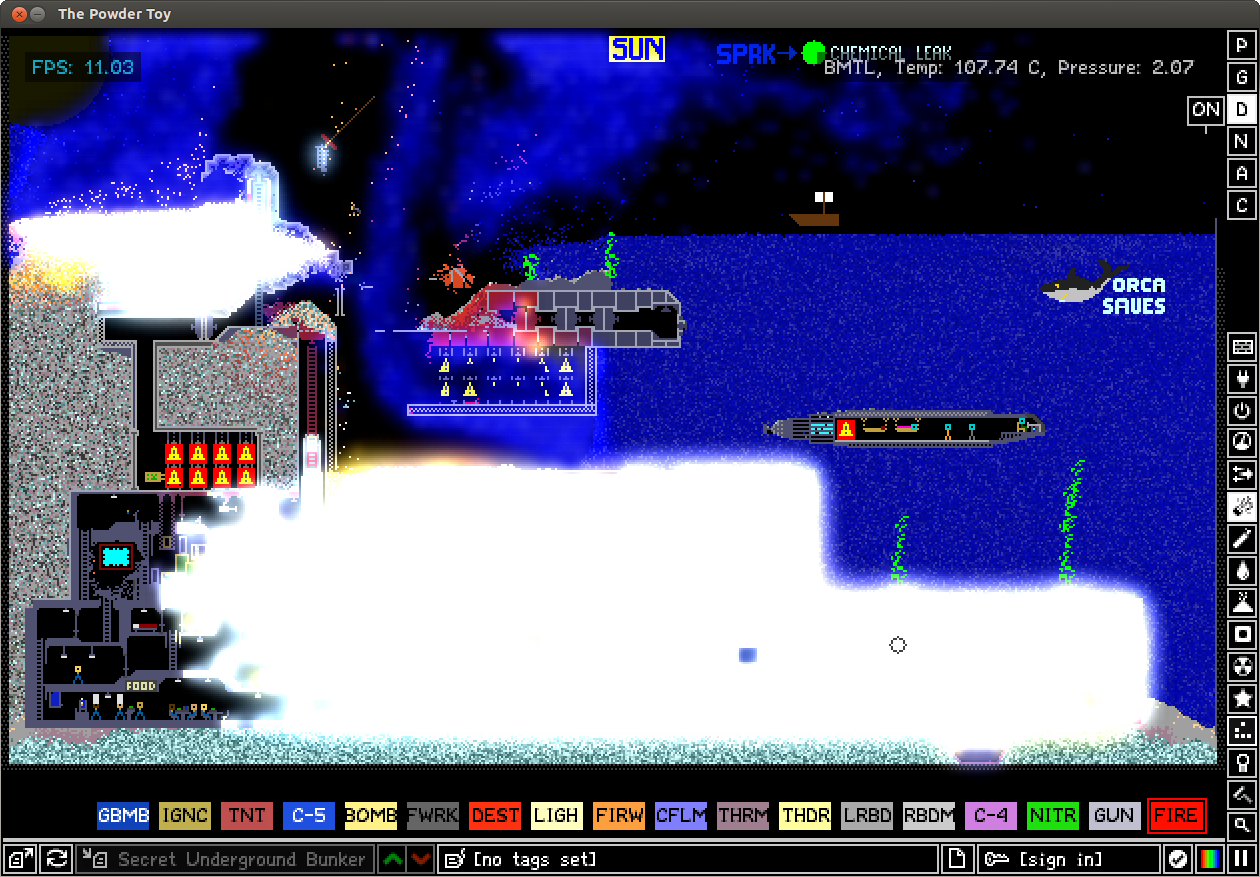 The Powder Toy
FPS: 11.03
SUN
SPRK
CHEMICAL LEAK
BMTL, Temp: 107.74 C, Pressure: 2.07
P
G
ON
D
N
A
C
ORCA
SAVES
FOOD
GBMB IGNC TNT C-5 BOMB FWRK DEST LIGH FIRW CFLM THRM THDR LRBD RBDM C-4 NITR GUN FIRE
Secret Underground Bunker
[no tags set]
[sign in]